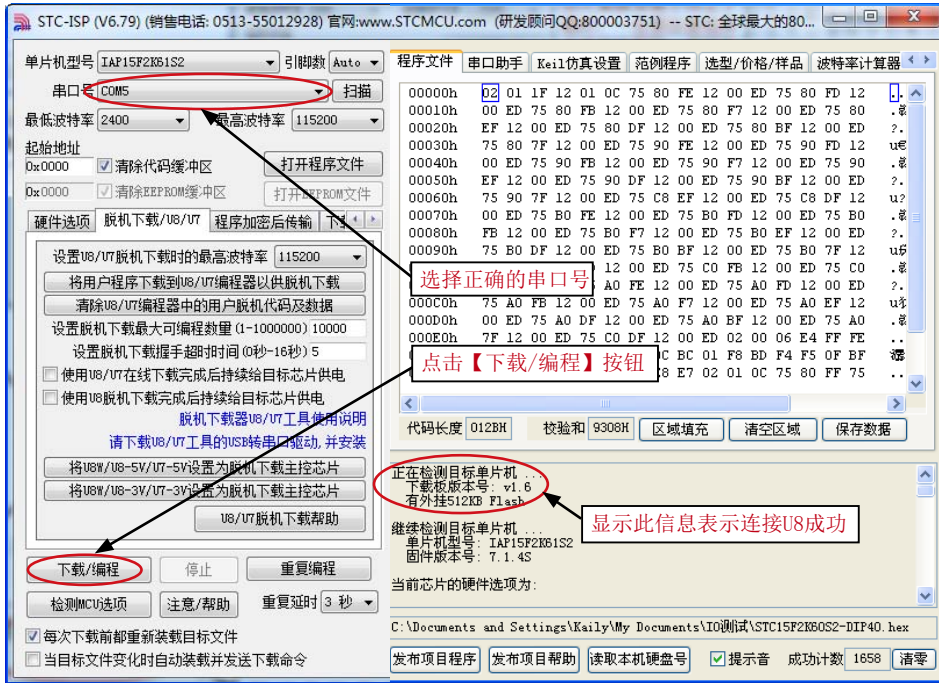 STC-ISP (V6.79) (销售电话: 0513-55012928) 官网:www.STCMCU.com (研发顾问QQ:800003751) -- STC: 全球最大的80...
单片机型号 IAP15F2K61S2 引脚数 Auto
串口号 COM5 扫描
最低波特率 2400 最高波特率 115200
起始地址
0x0000 清除代码缓冲区 打开程序文件
0x0000 清除EEPROM缓冲区 打开EEPROM文件
硬件选项 脱机下载/U8/U7 程序加密后传输
设置U8/U7脱机下载时的最高波特率 115200
将用户程序下载到U8/U7编程器以供脱机下载
清除U8/U7编程器中的用户脱机代码及数据
设置脱机下载最大可编程数量(1-1000000) 10000
设置脱机下载握手超时时间(0秒-16秒) 5
使用U8/U7在线下载完成后持续给目标芯片供电
使用U8脱机下载完成后持续给目标芯片供电
脱机下载器U8/U7工具使用说明
请下载U8/U7工具的USB转串口驱动, 并安装
将U8W/U8-5V/U7-5V设置为脱机下载主控芯片
将U8W/U8-3V/U7-3V设置为脱机下载主控芯片
U8/U7脱机下载帮助
下载/编程 停止 重复编程
检测MCU选项 注意/帮助 重复延时 3 秒
每次下载前都重新装载目标文件
当目标文件变化时自动装载并发送下载命令
程序文件 串口助手 Keil仿真设置 范例程序 选型/价格/样品 波特率计算器
00000h 02 01 1F 12 01 0C 75 80 FE 12 00 ED 75 80 FD 12
00010h 00 ED 75 80 FB 12 00 ED 75 80 F7 12 00 ED 75 80
00020h EF 12 00 ED 75 80 DF 12 00 ED 75 80 BF 12 00 ED
00030h 75 80 7F 12 00 ED 75 90 FE 12 00 ED 75 90 FD 12
00040h 00 ED 75 90 FB 12 00 ED 75 90 F7 12 00 ED 75 90
00050h EF 12 00 ED 75 90 DF 12 00 ED 75 90 BF 12 00 ED
00060h 75 90 7F 12 00 ED 75 C8 EF 12 00 ED 75 C8 DF 12
00070h 00 ED 75 B0 FE 12 00 ED 75 B0 FD 12 00 ED 75 B0
00080h FB 12 00 ED 75 B0 F7 12 00 ED 75 B0 EF 12 00 ED
00090h 75 B0 DF 12 00 ED 75 B0 BF 12 00 ED 75 B0 7F 12
12 00 ED 75 C0 FB 12 00 ED 75 C0
A0 FE 12 00 ED 75 A0 FD 12 00 ED
000C0h 75 A0 FB 12 00 ED 75 A0 F7 12 00 ED 75 A0 EF 12
000D0h 00 ED 75 A0 DF 12 00 ED 75 A0 BF 12 00 ED 75 A0
000E0h 7F 12 00 ED 75 C0 DF 12 00 ED 02 00 06 E4 FF FE
BC 01 F8 BD F4 F5 0F BF
E7 02 01 0C 75 80 FF 75
选择正确的串口号
点击【下载/编程】按钮
代码长度 012BH 校验和 9308H 区域填充 清空区域 保存数据
正在检测目标单片机 ...
下载板版本号: v1.6
有外挂512KB Flash
显示此信息表示连接U8成功
继续检测目标单片机 ...
单片机型号: IAP15F2K61S2
固件版本号: 7.1.4S
当前芯片的硬件选项为:
C:\Documents and Settings\Kaily\My Documents\IO测试\STC15F2K60S2-DIP40.hex
发布项目程序 发布项目帮助 读取本机硬盘号 提示音 成功计数 1658 清零